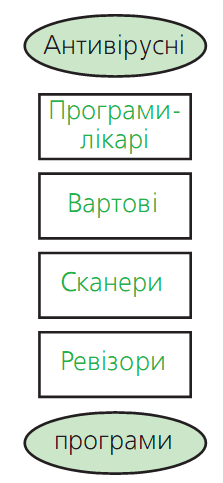 Антивірусні
Програми-
лікарі
Вартові
Сканери
Ревізори
програми